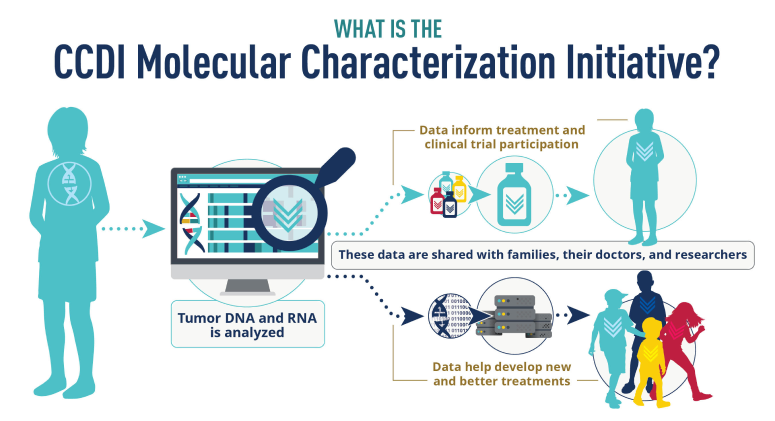 WHAT IS THE
CCDI Molecular Characterization Initiative?
Data inform treatment and
clinical trial participation
These data are shared with families, their doctors, and researchers
Tumor DNA and RNA
is analyzed
Data help develop new
and better treatments